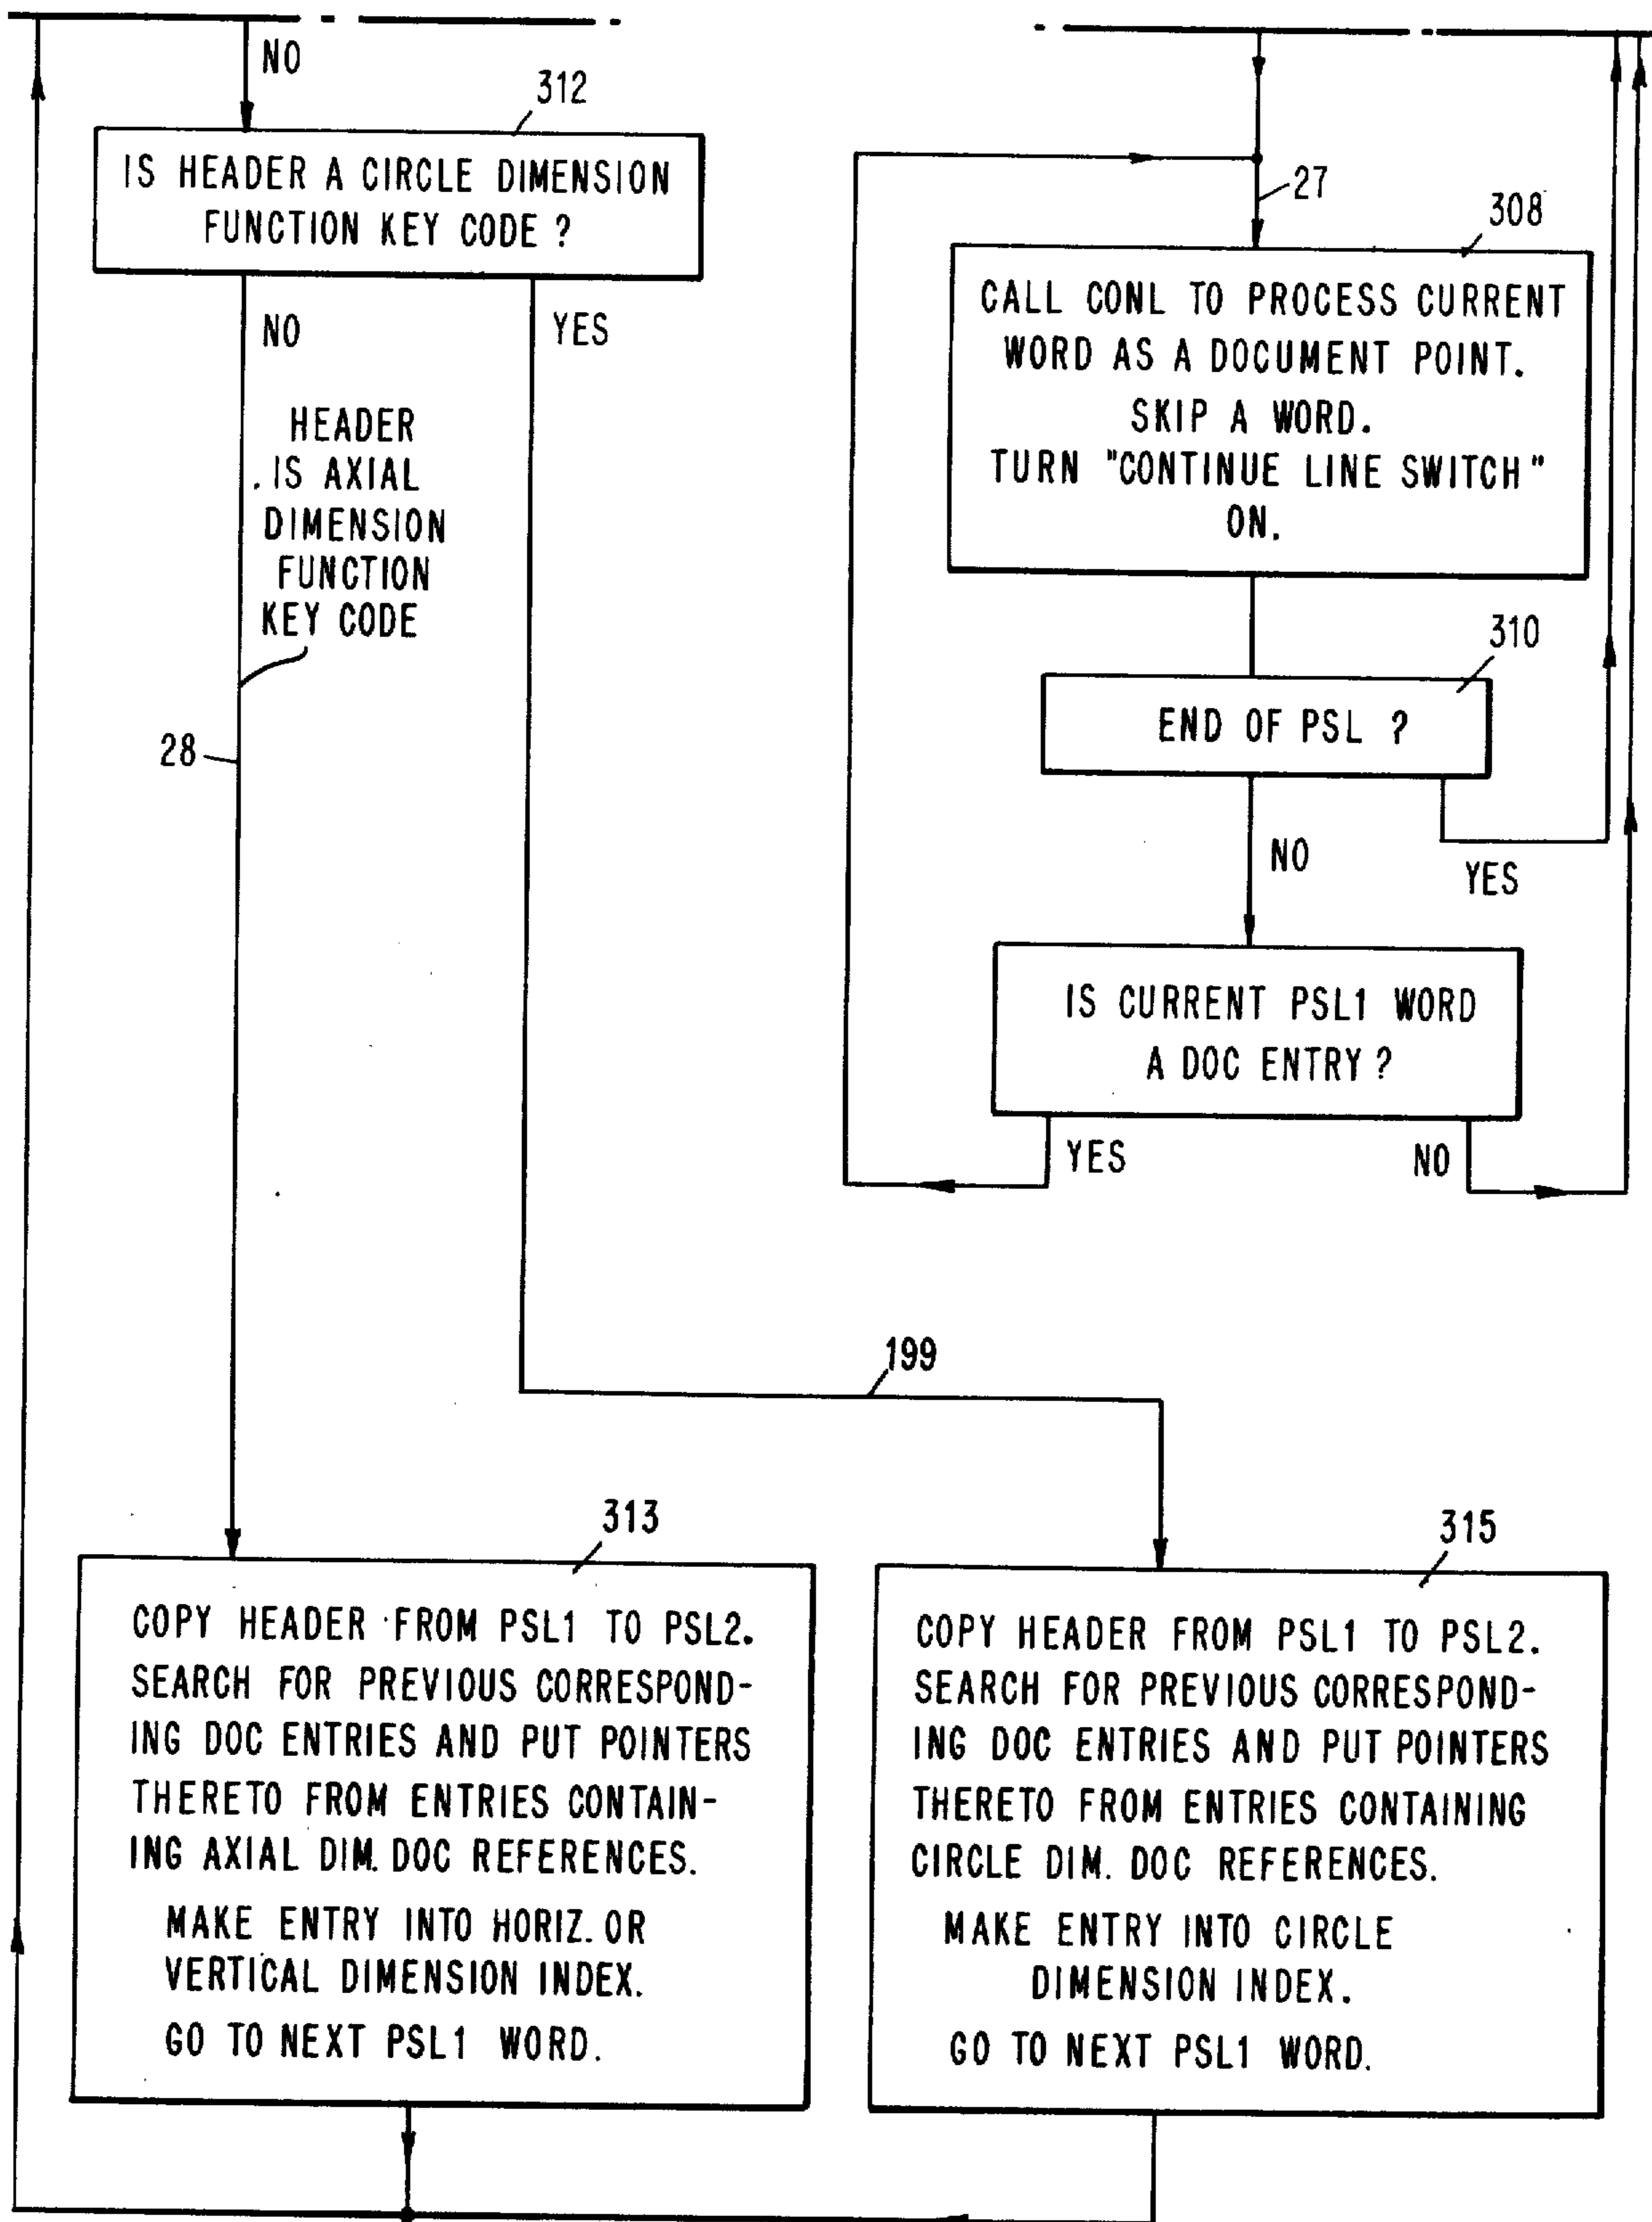 NO
312
IS HEADER A CIRCLE DIMENSION
FUNCTION KEY CODE ?
NO
YES
HEADER
IS AXIAL
DIMENSION
FUNCTION
KEY CODE
28
27
308
CALL CONL TO PROCESS CURRENT
WORD AS A DOCUMENT POINT.
SKIP A WORD.
TURN "CONTINUE LINE SWITCH"
ON.
310
END OF PSL ?
NO
YES
IS CURRENT PSL1 WORD
A DOC ENTRY ?
YES
NO
199
313
COPY HEADER FROM PSL1 TO PSL2.
SEARCH FOR PREVIOUS CORRESPOND-
ING DOC ENTRIES AND PUT POINTERS
THERETO FROM ENTRIES CONTAIN-
ING AXIAL DIM. DOC REFERENCES.
MAKE ENTRY INTO HORIZ. OR
VERTICAL DIMENSION INDEX.
GO TO NEXT PSL1 WORD.
315
COPY HEADER FROM PSL1 TO PSL2.
SEARCH FOR PREVIOUS CORRESPOND-
ING DOC ENTRIES AND PUT POINTERS
THERETO FROM ENTRIES CONTAINING
CIRCLE DIM. DOC REFERENCES.
MAKE ENTRY INTO CIRCLE
DIMENSION INDEX.
GO TO NEXT PSL1 WORD.